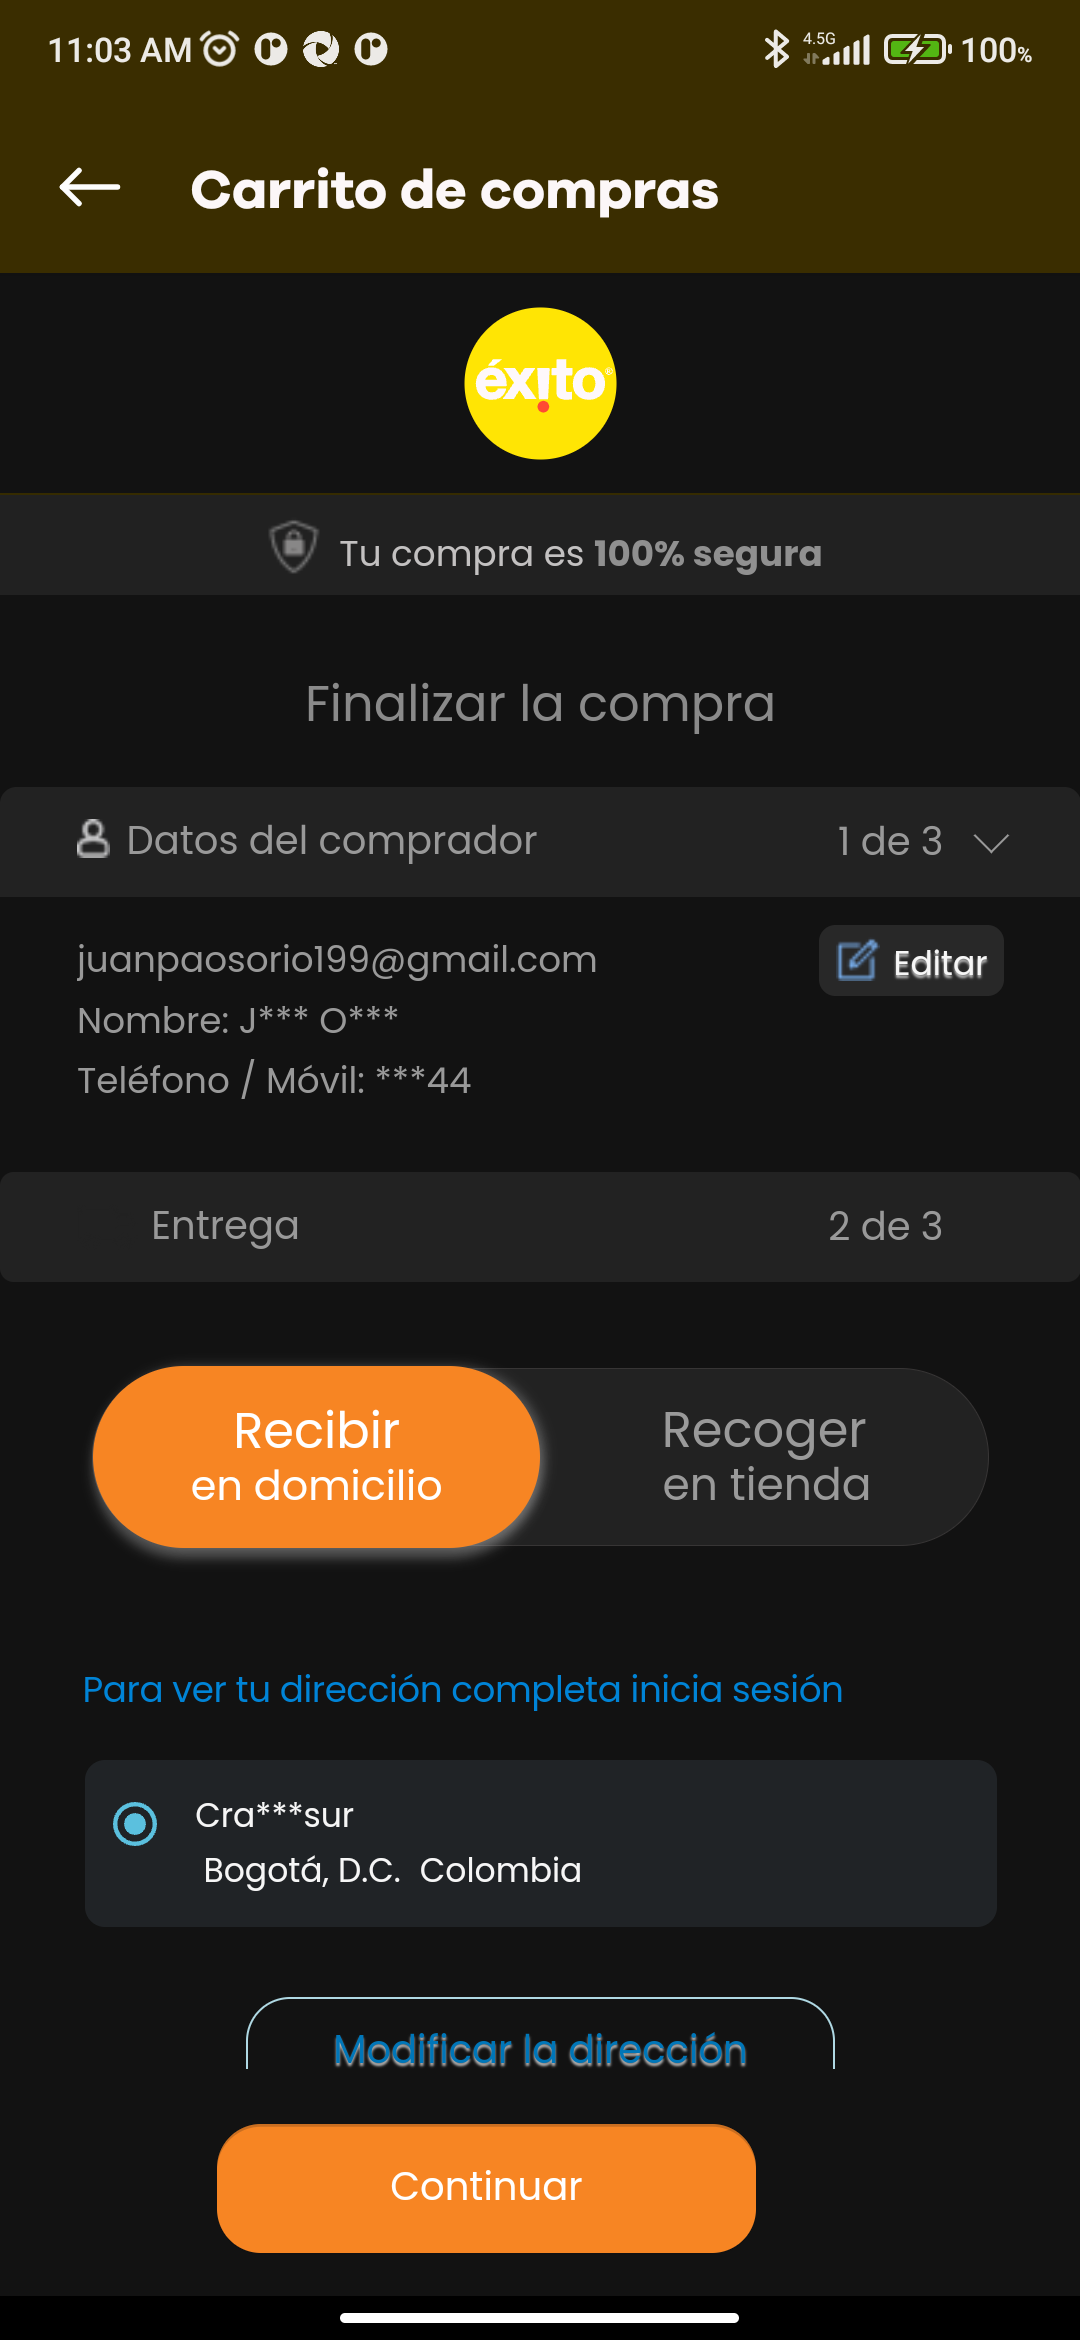 11:03 AM 4.5G 100%
Carrito de compras
éxito®
Tu compra es 100% segura
Finalizar la compra
Datos del comprador 1 de 3
juanpaosorio199@gmail.com Editar
Nombre: J*** O***
Teléfono / Móvil: ***44
Entrega 2 de 3
Recibir
en domicilio
Recoger
en tienda
Para ver tu dirección completa inicia sesión
Cra***sur
Bogotá, D.C. Colombia
Modificar la dirección
Continuar